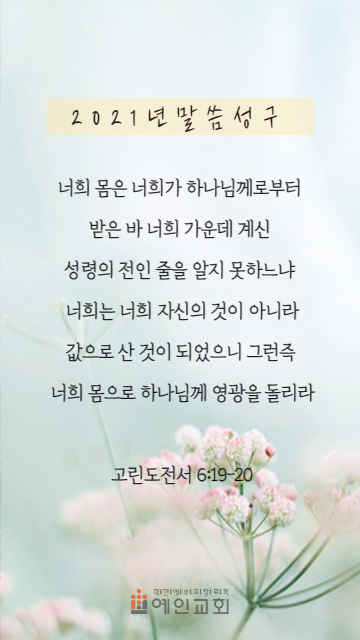 2021년말씀성구
너희 몸은 너희가 하나님께로부터
받은 바 너희 가운데 계신
성령의 전인 줄을 알지 못하느냐
너희는 너희 자신의 것이 아니라
값으로 산 것이 되었으니 그런즉
너희 몸으로 하나님께 영광을 돌리라
고린도전서 6:19-20
예인교회